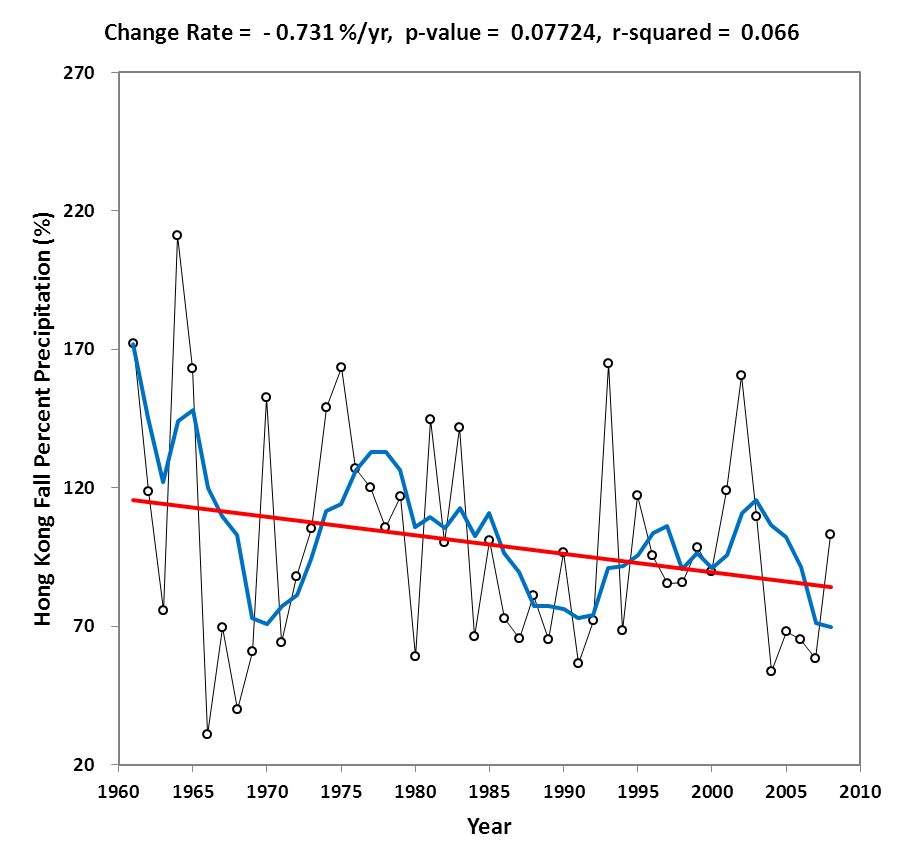 Change Rate = - 0.731 %/yr, p-value = 0.07724, r-squared = 0.066
270
220
170
120
70
20
Hong Kong Fall Percent Precipitation (%)
1960 1965 1970 1975 1980 1985 1990 1995 2000 2005 2010
Year